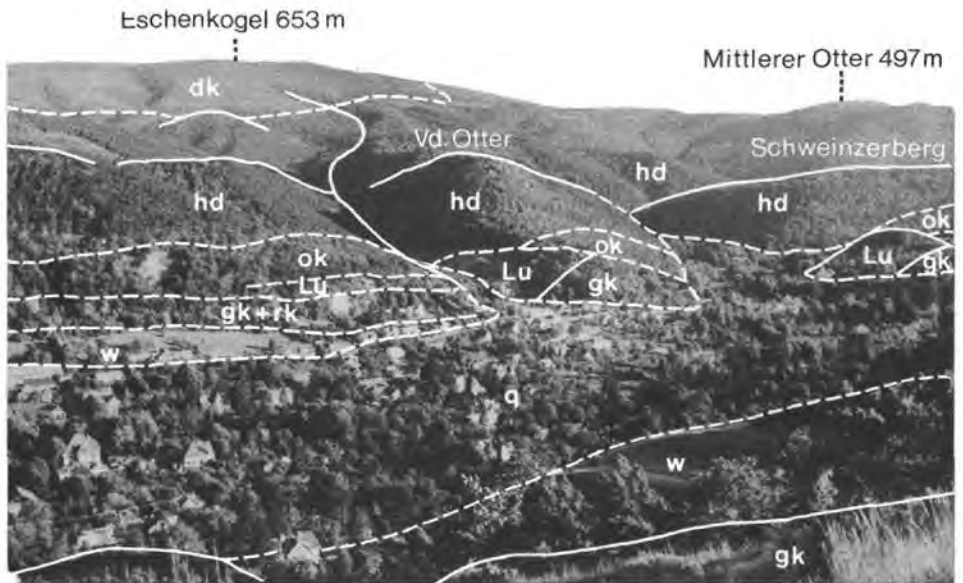 Eschenkogel 653 m
Mittlerer Otter 497m
dk
Vd. Otter
hd
Schweinzerberg
hd
hd
hd
ok
ok
ok
Lu
Lu
Lu
gk
gk
gk+rk
w
q
w
gk